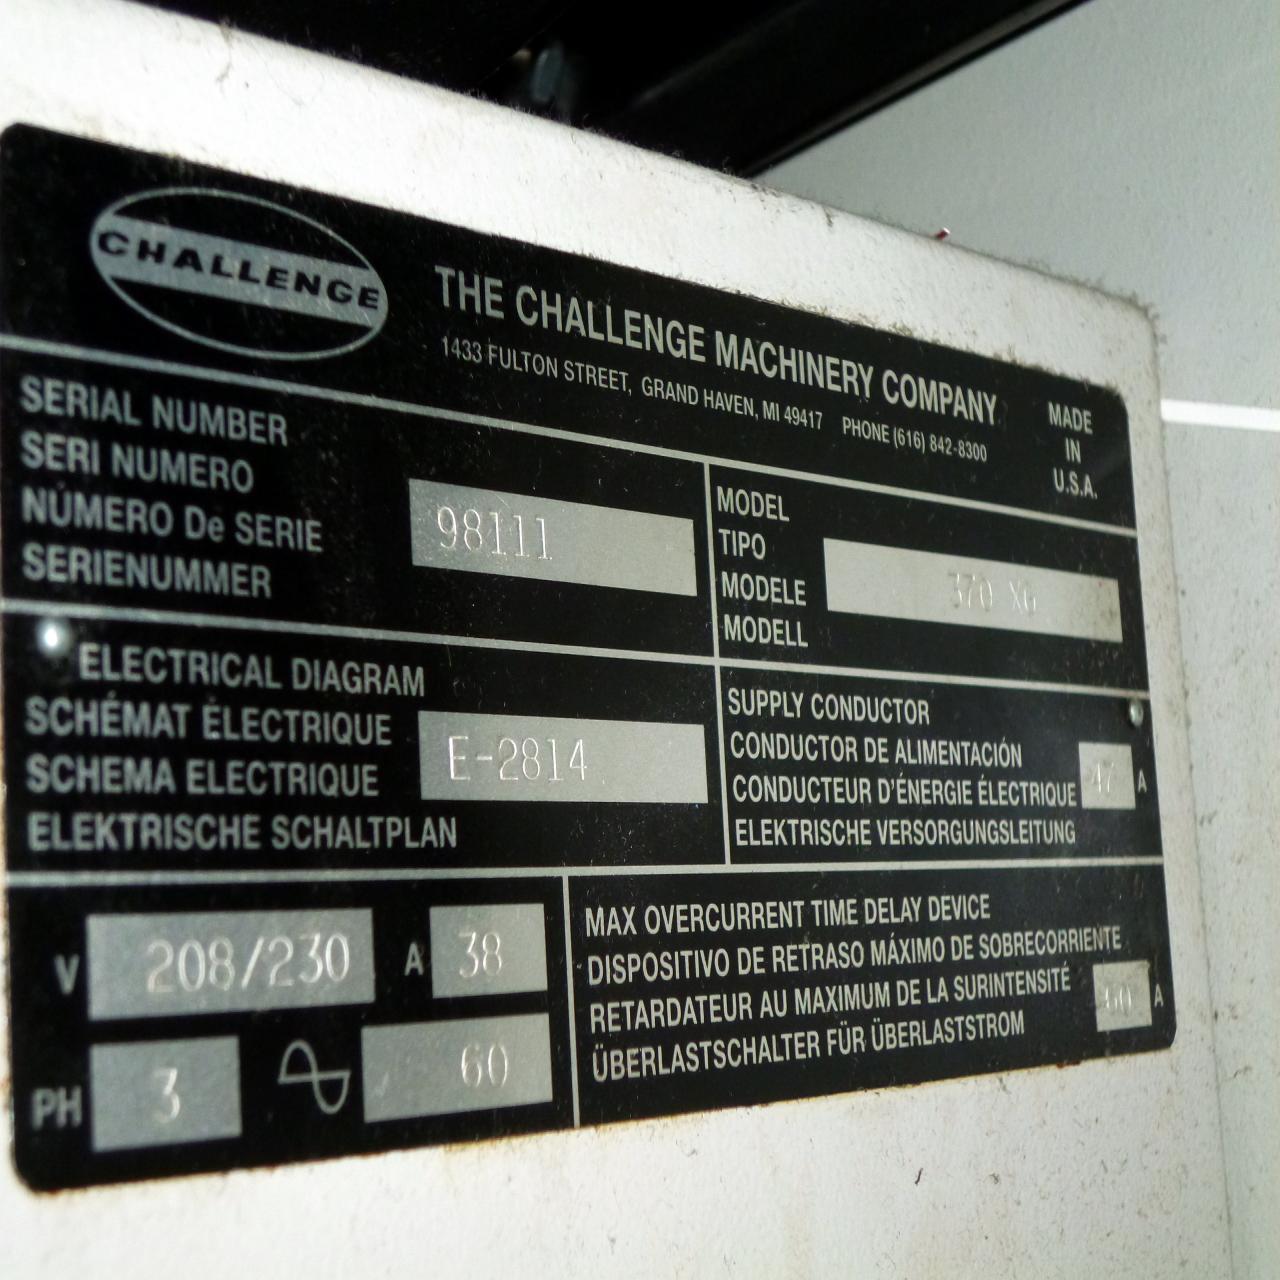 CHALLENGE
THE CHALLENGE MACHINERY COMPANY
1433 FULTON STREET, GRAND HAVEN, MI 49417 PHONE (616) 842-8300
MADE
IN
U.S.A.
SERIAL NUMBER
SERI NUMERO
NÚMERO De SERIE
SERIENUMMER
98111
MODEL
TIPO
MODELE
MODELL
370 XG
ELECTRICAL DIAGRAM
SCHÉMAT ÉLECTRIQUE
SCHEMA ELECTRIQUE
ELEKTRISCHE SCHALTPLAN
E-2814
SUPPLY CONDUCTOR
CONDUCTOR DE ALIMENTACIÓN
CONDUCTEUR D'ÉNERGIE ÉLECTRIQUE
ELEKTRISCHE VERSORGUNGSLEITUNG
47 A
V 208/230 A 38
PH 3 60
MAX OVERCURRENT TIME DELAY DEVICE
DISPOSITIVO DE RETRASO MÁXIMO DE SOBRECORRIENTE
RETARDATEUR AU MAXIMUM DE LA SURINTENSITÉ
ÜBERLASTSCHALTER FÜR ÜBERLASTSTROM
60 A